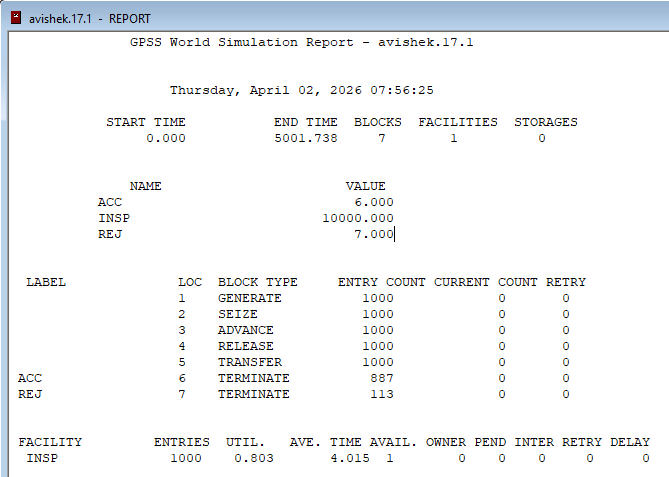 avishek.17.1 - REPORT
GPSS World Simulation Report - avishek.17.1
Thursday, April 02, 2026 07:56:25
START TIME END TIME BLOCKS FACILITIES STORAGES
0.000 5001.738 7 1 0
NAME VALUE
ACC 6.000
INSP 10000.000
REJ 7.000
LABEL LOC BLOCK TYPE ENTRY COUNT CURRENT COUNT RETRY
1 GENERATE 1000 0 0
2 SEIZE 1000 0 0
3 ADVANCE 1000 0 0
4 RELEASE 1000 0 0
5 TRANSFER 1000 0 0
ACC 6 TERMINATE 887 0 0
REJ 7 TERMINATE 113 0 0
FACILITY ENTRIES UTIL. AVE. TIME AVAIL. OWNER PEND INTER RETRY DELAY
INSP 1000 0.803 4.015 1 0 0 0 0 0